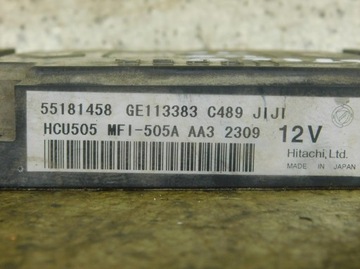 55181458 GE113383 C489 JIJI
HCU505 MFI-505A AA3 2309 12V
Hitachi, Ltd.
MADE IN JAPAN